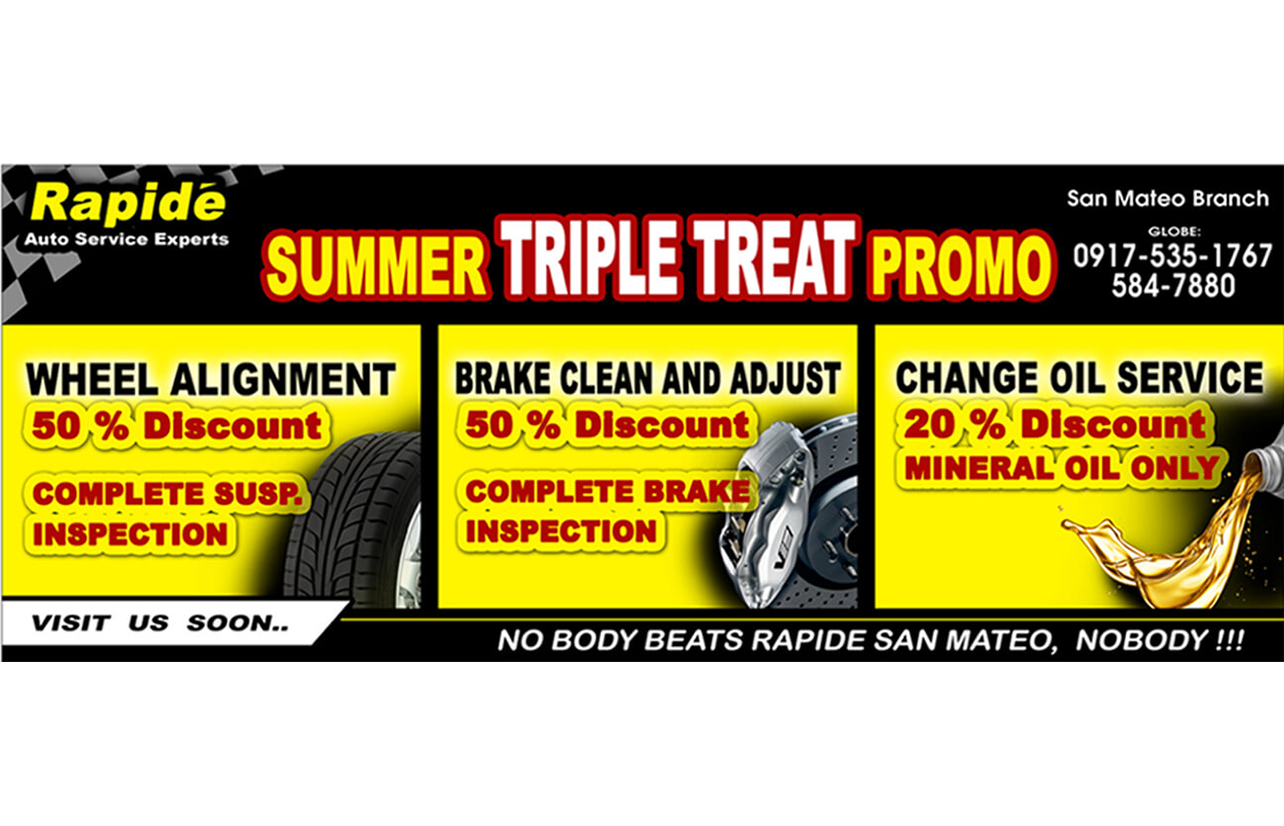 Rapidé
Auto Service Experts
SUMMER TRIPLE TREAT PROMO
San Mateo Branch
GLOBE:
0917-535-1767
584-7880
WHEEL ALIGNMENT
50 % Discount
COMPLETE SUSP.
INSPECTION
BRAKE CLEAN AND ADJUST
50 % Discount
COMPLETE BRAKE
INSPECTION
CHANGE OIL SERVICE
20 % Discount
MINERAL OIL ONLY
VISIT US SOON..
NO BODY BEATS RAPIDE SAN MATEO, NOBODY !!!